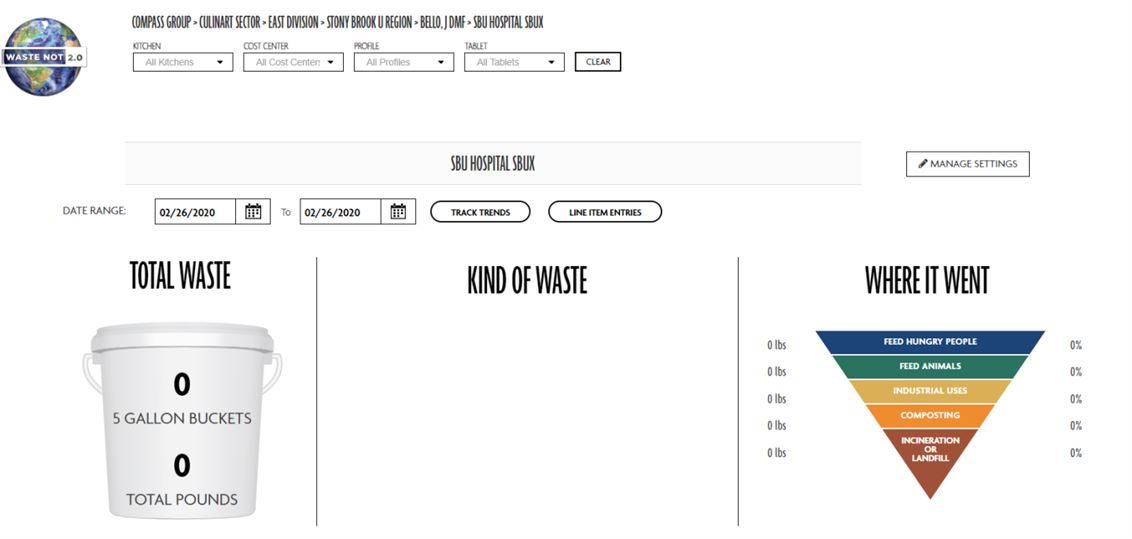 COMPASS GROUP > CULINART SECTOR > EAST DIVISION > STONY BROOK U REGION > BELLO, J DMF > SBU HOSPITAL SBUX
WASTE NOT 2.0
KITCHEN COST CENTER PROFILE TABLET
All Kitchens All Cost Centers All Profiles All Tablets CLEAR
SBU HOSPITAL SBUX
MANAGE SETTINGS
DATE RANGE: 02/26/2020 To 02/26/2020 TRACK TRENDS LINE ITEM ENTRIES
TOTAL WASTE
0
5 GALLON BUCKETS
0
TOTAL POUNDS
KIND OF WASTE
WHERE IT WENT
0 lbs FEED HUNGRY PEOPLE 0%
0 lbs FEED ANIMALS 0%
0 lbs INDUSTRIAL USES 0%
0 lbs COMPOSTING 0%
0 lbs INCINERATION OR LANDFILL 0%